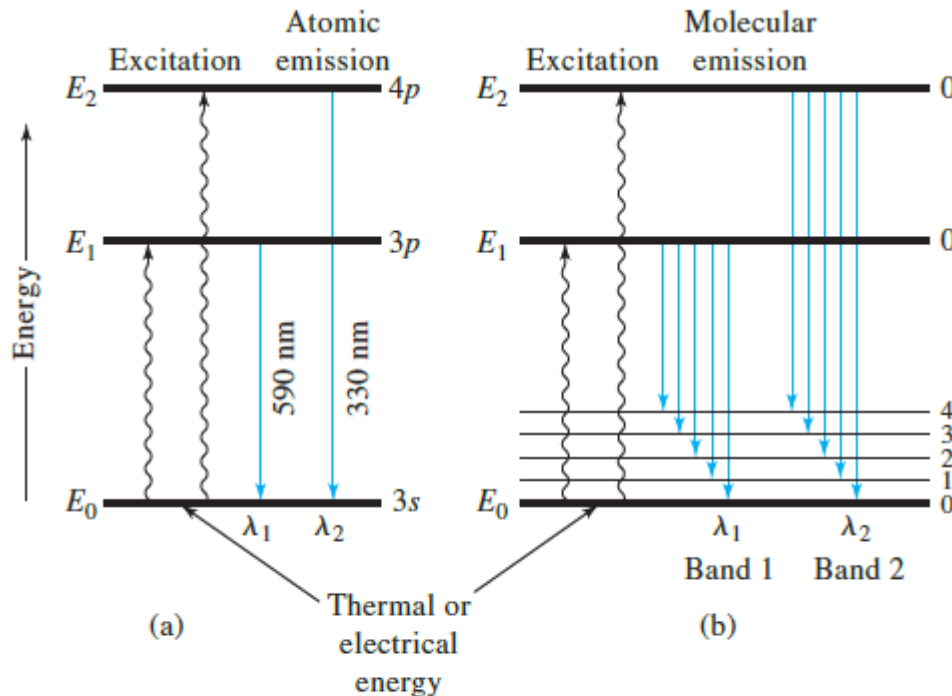 Atomic
Excitation emission
E2 4p
E1 3p
Energy
590 nm
330 nm
E0 3s
λ1 λ2
(a)
Molecular
Excitation emission
E2 0
E1 0
4
3
2
1
E0 0
λ1 λ2
Band 1 Band 2
(b)
Thermal or
electrical
energy